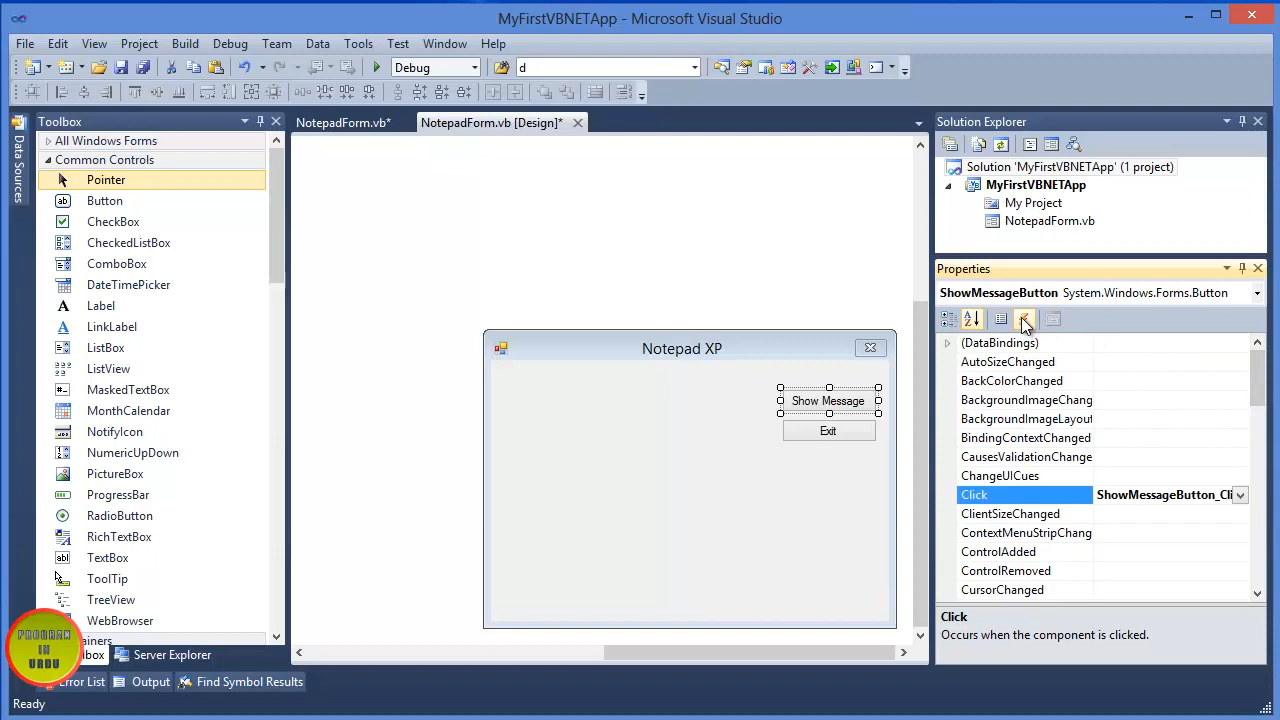 MyFirstVBNETApp - Microsoft Visual Studio
File Edit View Project Build Debug Team Data Tools Test Window Help
Debug d
Toolbox
NotepadForm.vb* NotepadForm.vb [Design]*
Data Sources
All Windows Forms
Common Controls
Pointer
Button
CheckBox
CheckedListBox
ComboBox
DateTimePicker
Label
LinkLabel
ListBox
ListView
MaskedTextBox
MonthCalendar
NotifyIcon
NumericUpDown
PictureBox
ProgressBar
RadioButton
RichTextBox
TextBox
ToolTip
TreeView
WebBrowser
ainers
box Server Explorer
Notepad XP
Show Message
Exit
Solution Explorer
Solution 'MyFirstVBNETApp' (1 project)
MyFirstVBNETApp
My Project
NotepadForm.vb
Properties
ShowMessageButton System.Windows.Forms.Button
(DataBindings)
AutoSizeChanged
BackColorChanged
BackgroundImageChang
BackgroundImageLayout
BindingContextChanged
CausesValidationChange
ChangeUICues
Click ShowMessageButton_Cli
ClientSizeChanged
ContextMenuStripChang
ControlAdded
ControlRemoved
CursorChanged
Click
Occurs when the component is clicked.
PROGRAM
IN
URDU
Error List Output Find Symbol Results
Ready